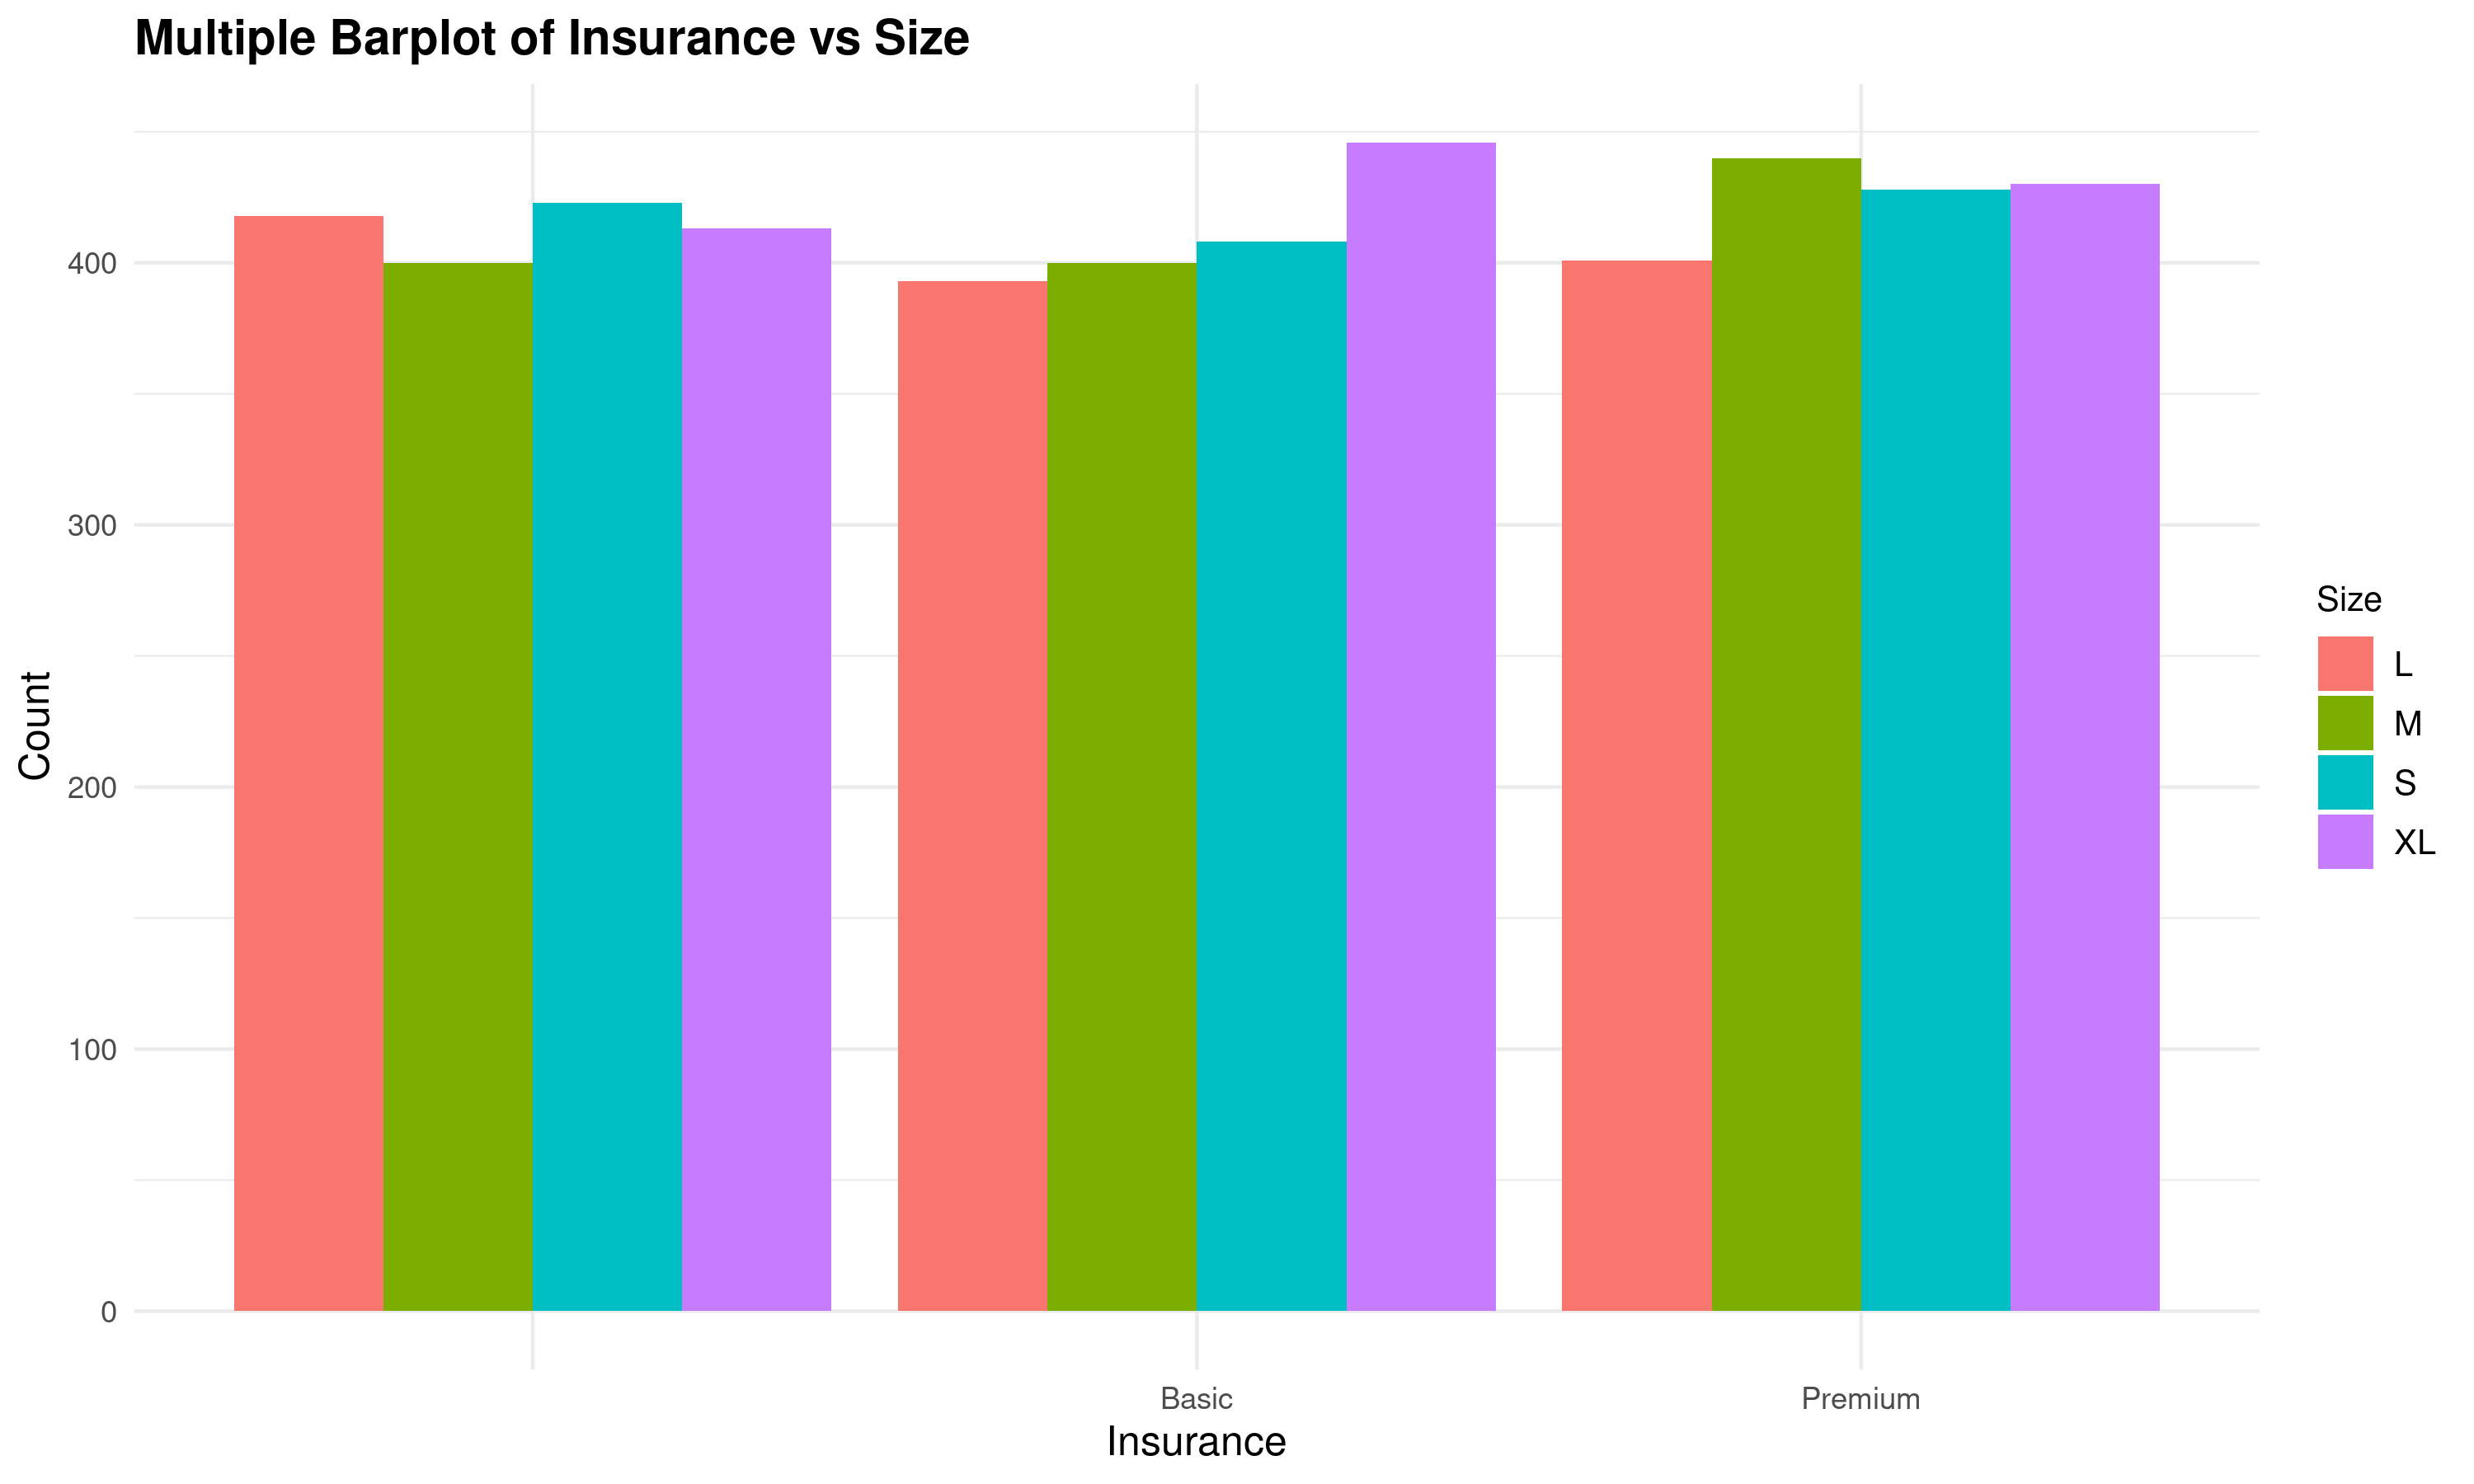 Multiple Barplot of Insurance vs Size
Count
400
300
200
100
0
Basic
Premium
Insurance
Size
L
M
S
XL